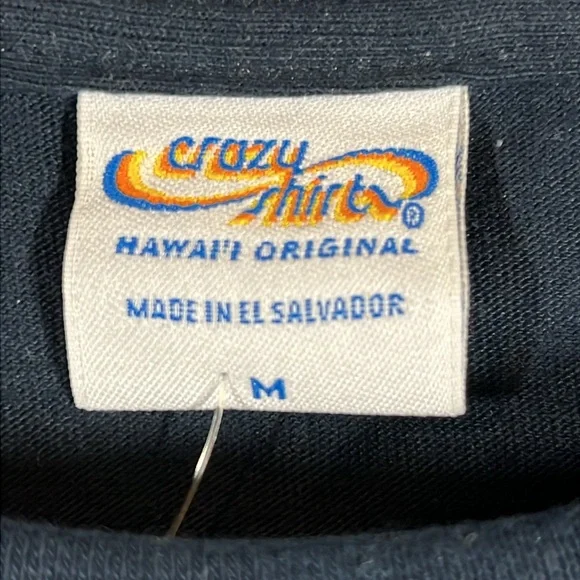 crazy
shirts®
HAWAI'I ORIGINAL
MADE IN EL SALVADOR
M